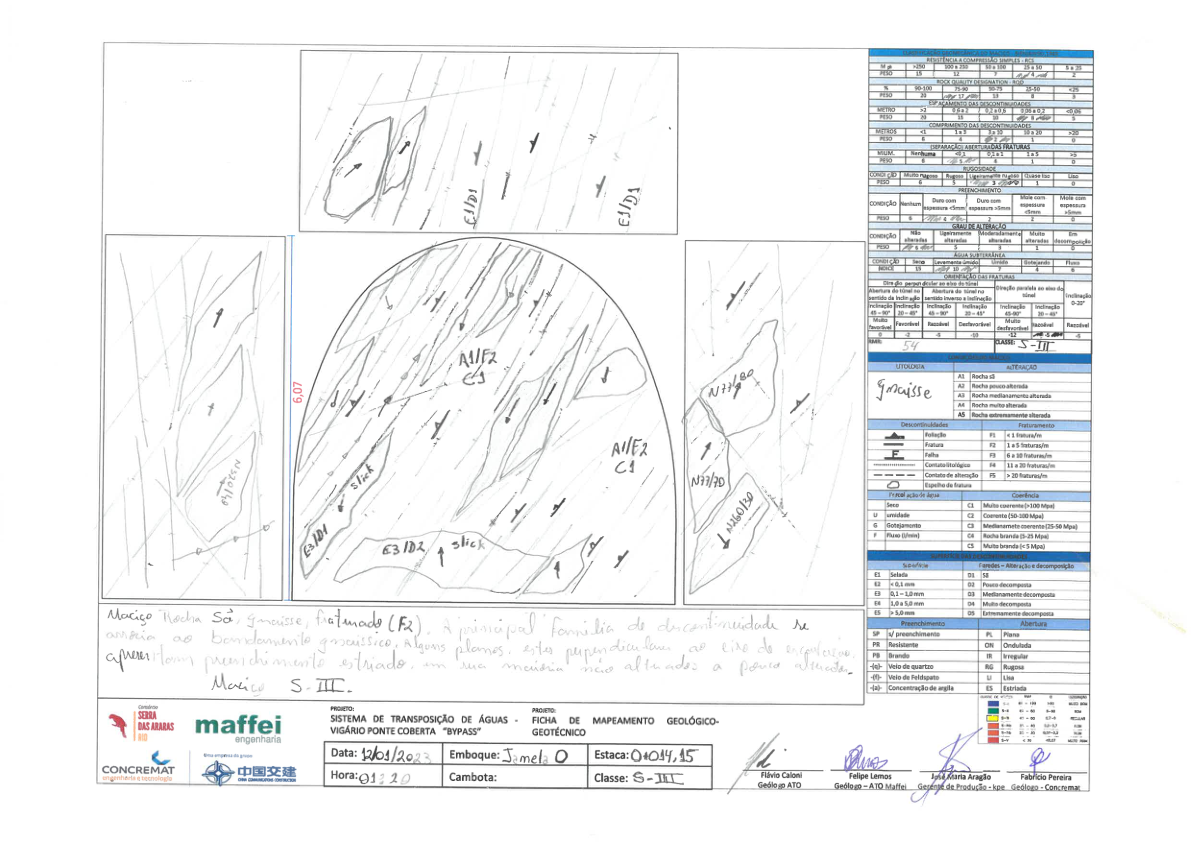 E1/D1
E1/D1
A1/F2
C1
A1/F2
C1
6,07
slick
E3/D1
E3/D2
slick
N320/40
N77/80
N77/70
N260/30
Maciço Rocha Sã, gnaisse, fraturado (F2). A principal família de descontinuidade se
associa ao bandamento gnaissico. Alguns planos, estes perpendiculares ao eixo da escavação,
apresentam preenchimento estriado, em sua maioria não alterados a pouco alterados.
Maciço S-III.
RESISTÊNCIA A COMPRESSÃO SIMPLES - RCS
M pa >250 100 a 250 50 a 100 25 a 50 5 a 25
PESO 15 12 7 4 2
ROCK QUALITY DESIGNATION - RQD
% 90-100 75-90 50-75 25-50 <25
PESO 20 17 13 8 3
ESPAÇAMENTO DAS DESCONTINUIDADES
METRO >2 0,6 a 2 0,2 a 0,6 0,06 a 0,2 <0,06
PESO 20 15 10 8 5
COMPRIMENTO DAS DESCONTINUIDADES
METROS <1 1 a 3 3 a 10 10 a 20 >20
PESO 6 4 2 1 0
(SEPARAÇÃO) ABERTURA DAS FRATURAS
MILIM. Nenhuma <0,1 0,1 a 1 1 a 5 >5
PESO 6 5 4 1 0
RUGOSIDADE
CONDIÇÃO Muito rugoso Rugoso Ligeiramente rugoso Quase liso Liso
PESO 6 5 3 1 0
PREENCHIMENTO
CONDIÇÃO Nenhum Duro com espessura <5mm Duro com espessura >5mm Mole com espessura <5mm Mole com espessura >5mm
PESO 6 4 2 2 0
GRAU DE ALTERAÇÃO
CONDIÇÃO Não alteradas Ligeiramente alteradas Moderadamente alteradas Muito alteradas Em decomposição
PESO 6 5 3 1 0
ÁGUA SUBTERRÂNEA
CONDIÇÃO Seco Levemente úmido Úmido Gotejando Fluxo
INDICE 15 10 7 4 6
ORIENTAÇÃO DAS FRATURAS
Direção perpendicular ao eixo do túnel Direção paralela ao eixo do túnel Inclinação 0-20°
Abertura do túnel no sentido da inclinação Abertura do túnel no sentido inverso a inclinação
Inclinação 45 – 90° Inclinação 20 – 45° Inclinação 45 – 90° Inclinação 20 – 45° Inclinação 45-90° Inclinação 20 – 45°
Muito favorável Favorável Razoável Desfavorável Muito desfavorável Razoável Razoável
0 -2 -5 -10 -12 -5 -5
RMR: 54 CLASSE: S-III
LITOLOGIA ALTERAÇÃO
Gnaisse
A1 Rocha sã
A2 Rocha pouco alterada
A3 Rocha medianamente alterada
A4 Rocha muito alterada
A5 Rocha extremamente alterada
Descontinuidades Fraturamento
Foliação F1 < 1 fratura/m
Fratura F2 1 a 5 fraturas/m
F Falha F3 6 a 10 fraturas/m
Contato litológico F4 11 a 20 fraturas/m
Contato de alteração F5 > 20 fraturas/m
Espelho de fratura
Percolação de água Coerência
Seco C1 Muito coerente (>100 Mpa)
U umidade C2 Coerente (50-100 Mpa)
G Gotejamento C3 Medianamete coerente (25-50 Mpa)
F Fluxo (l/min) C4 Rocha branda (5-25 Mpa)
C5 Muito branda (< 5 Mpa)
Superfície Paredes – Alteração e decomposição
E1 Selada D1 Sã
E2 < 0,1 mm D2 Pouco decomposta
E3 0,1 – 1,0 mm D3 Medianamente decomposta
E4 1,0 a 5,0 mm D4 Muito decomposta
E5 > 5,0 mm D5 Extremamente decomposta
Preenchimento Abertura
SP s/ preenchimento PL Plana
PR Resistente ON Ondulada
PB Brando IR Irregular
-(q)- Veio de quartzo RG Rugosa
-(f)- Veio de Feldspato LI Lisa
-(a)- Concentração de argila ES Estriada
Consórcio
SERRA
DAS ARARAS
RIO
maffei
engenharia
CONCREMAT
engenharia e tecnologia
Uma empresa do grupo
中国交建
CHINA COMMUNICATIONS CONSTRUCTION
PROJETO:
SISTEMA DE TRANSPOSIÇÃO DE ÁGUAS -
VIGÁRIO PONTE COBERTA “BYPASS”
PROJETO:
FICHA DE MAPEAMENTO GEOLÓGICO-
GEOTÉCNICO
Data: 12/01/2023 Emboque: Janela O Estaca: 0+014,15
Hora: 01:20 Cambota: Classe: S-III
Flávio Caloni
Geólogo ATO
Felipe Lemos
Geólogo – ATO Maffei
José Maria Aragão
Gerente de Produção - kpe
Fabrício Pereira
Geólogo - Concremat